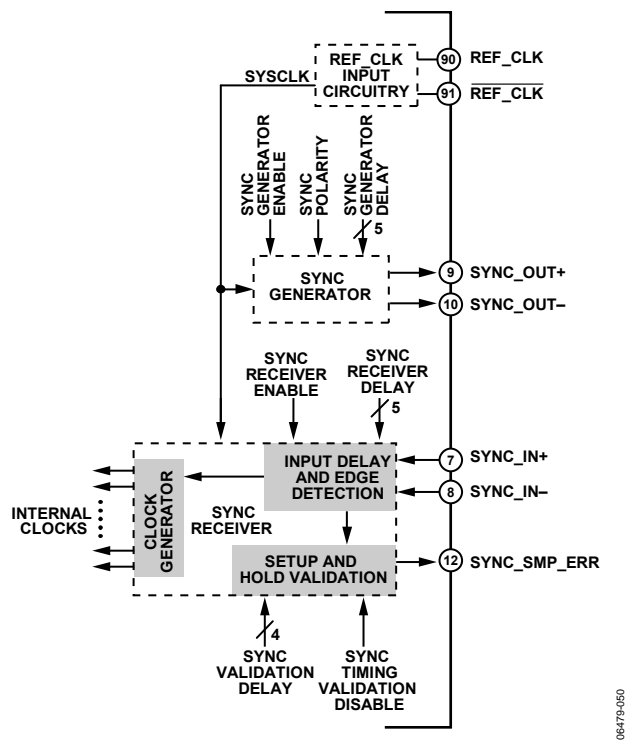 REF_CLK
INPUT
CIRCUITRY
SYSCLK
90 REF_CLK
91 REF_CLK
SYNC
GENERATOR
ENABLE
SYNC
POLARITY
SYNC
GENERATOR
DELAY
5
SYNC
GENERATOR
9 SYNC_OUT+
10 SYNC_OUT–
SYNC
RECEIVER
ENABLE
SYNC
RECEIVER
DELAY
5
INPUT DELAY
AND EDGE
DETECTION
7 SYNC_IN+
8 SYNC_IN–
CLOCK
GENERATOR
SYNC
RECEIVER
INTERNAL
CLOCKS
SETUP AND
HOLD VALIDATION
12 SYNC_SMP_ERR
4
SYNC
VALIDATION
DELAY
SYNC
TIMING
VALIDATION
DISABLE
06479-050